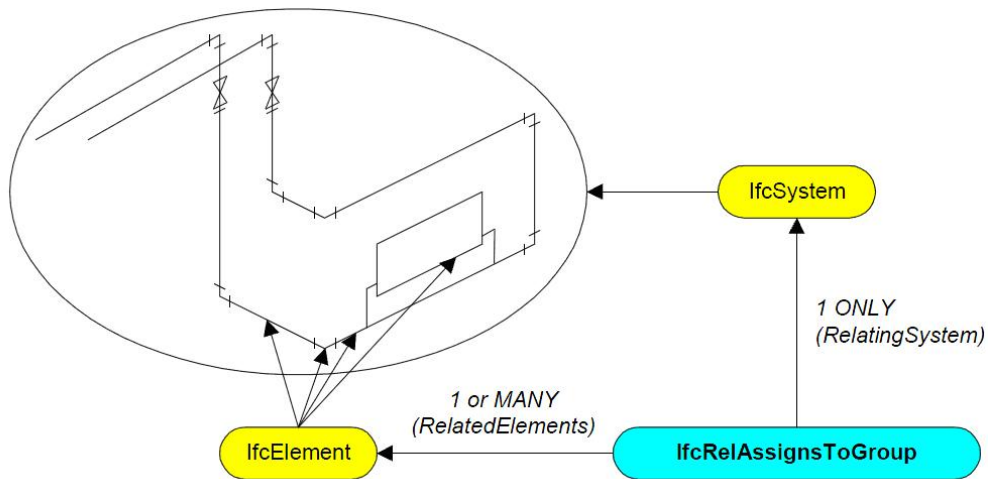 IfcSystem
1 ONLY
(RelatingSystem)
1 or MANY
(RelatedElements)
IfcElement
IfcRelAssignsToGroup